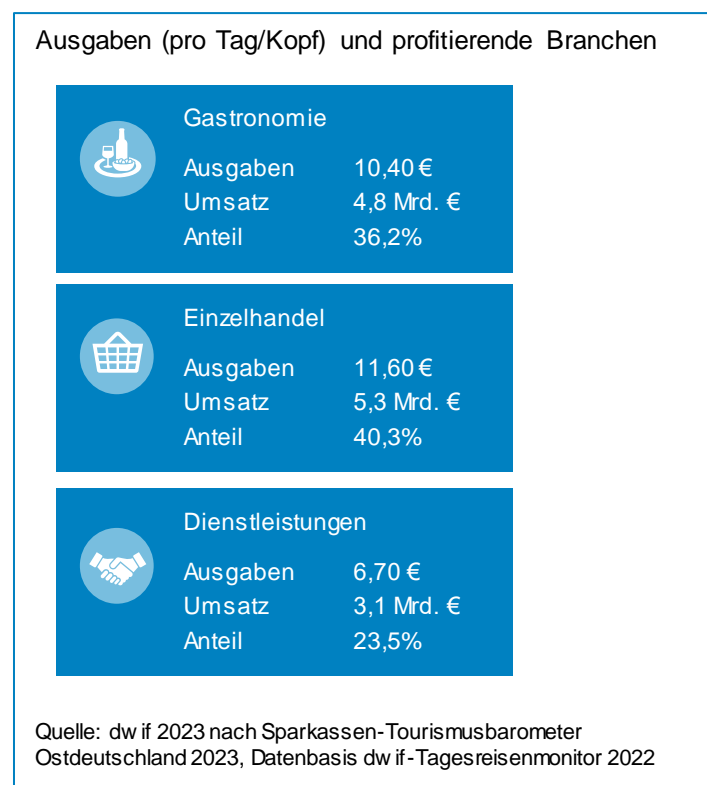 Ausgaben (pro Tag/Kopf) und profitierende Branchen
Gastronomie
Ausgaben 10,40 €
Umsatz 4,8 Mrd. €
Anteil 36,2%
Einzelhandel
Ausgaben 11,60 €
Umsatz 5,3 Mrd. €
Anteil 40,3%
Dienstleistungen
Ausgaben 6,70 €
Umsatz 3,1 Mrd. €
Anteil 23,5%
Quelle: dwif 2023 nach Sparkassen-Tourismusbarometer
Ostdeutschland 2023, Datenbasis dwif-Tagesreisenmonitor 2022